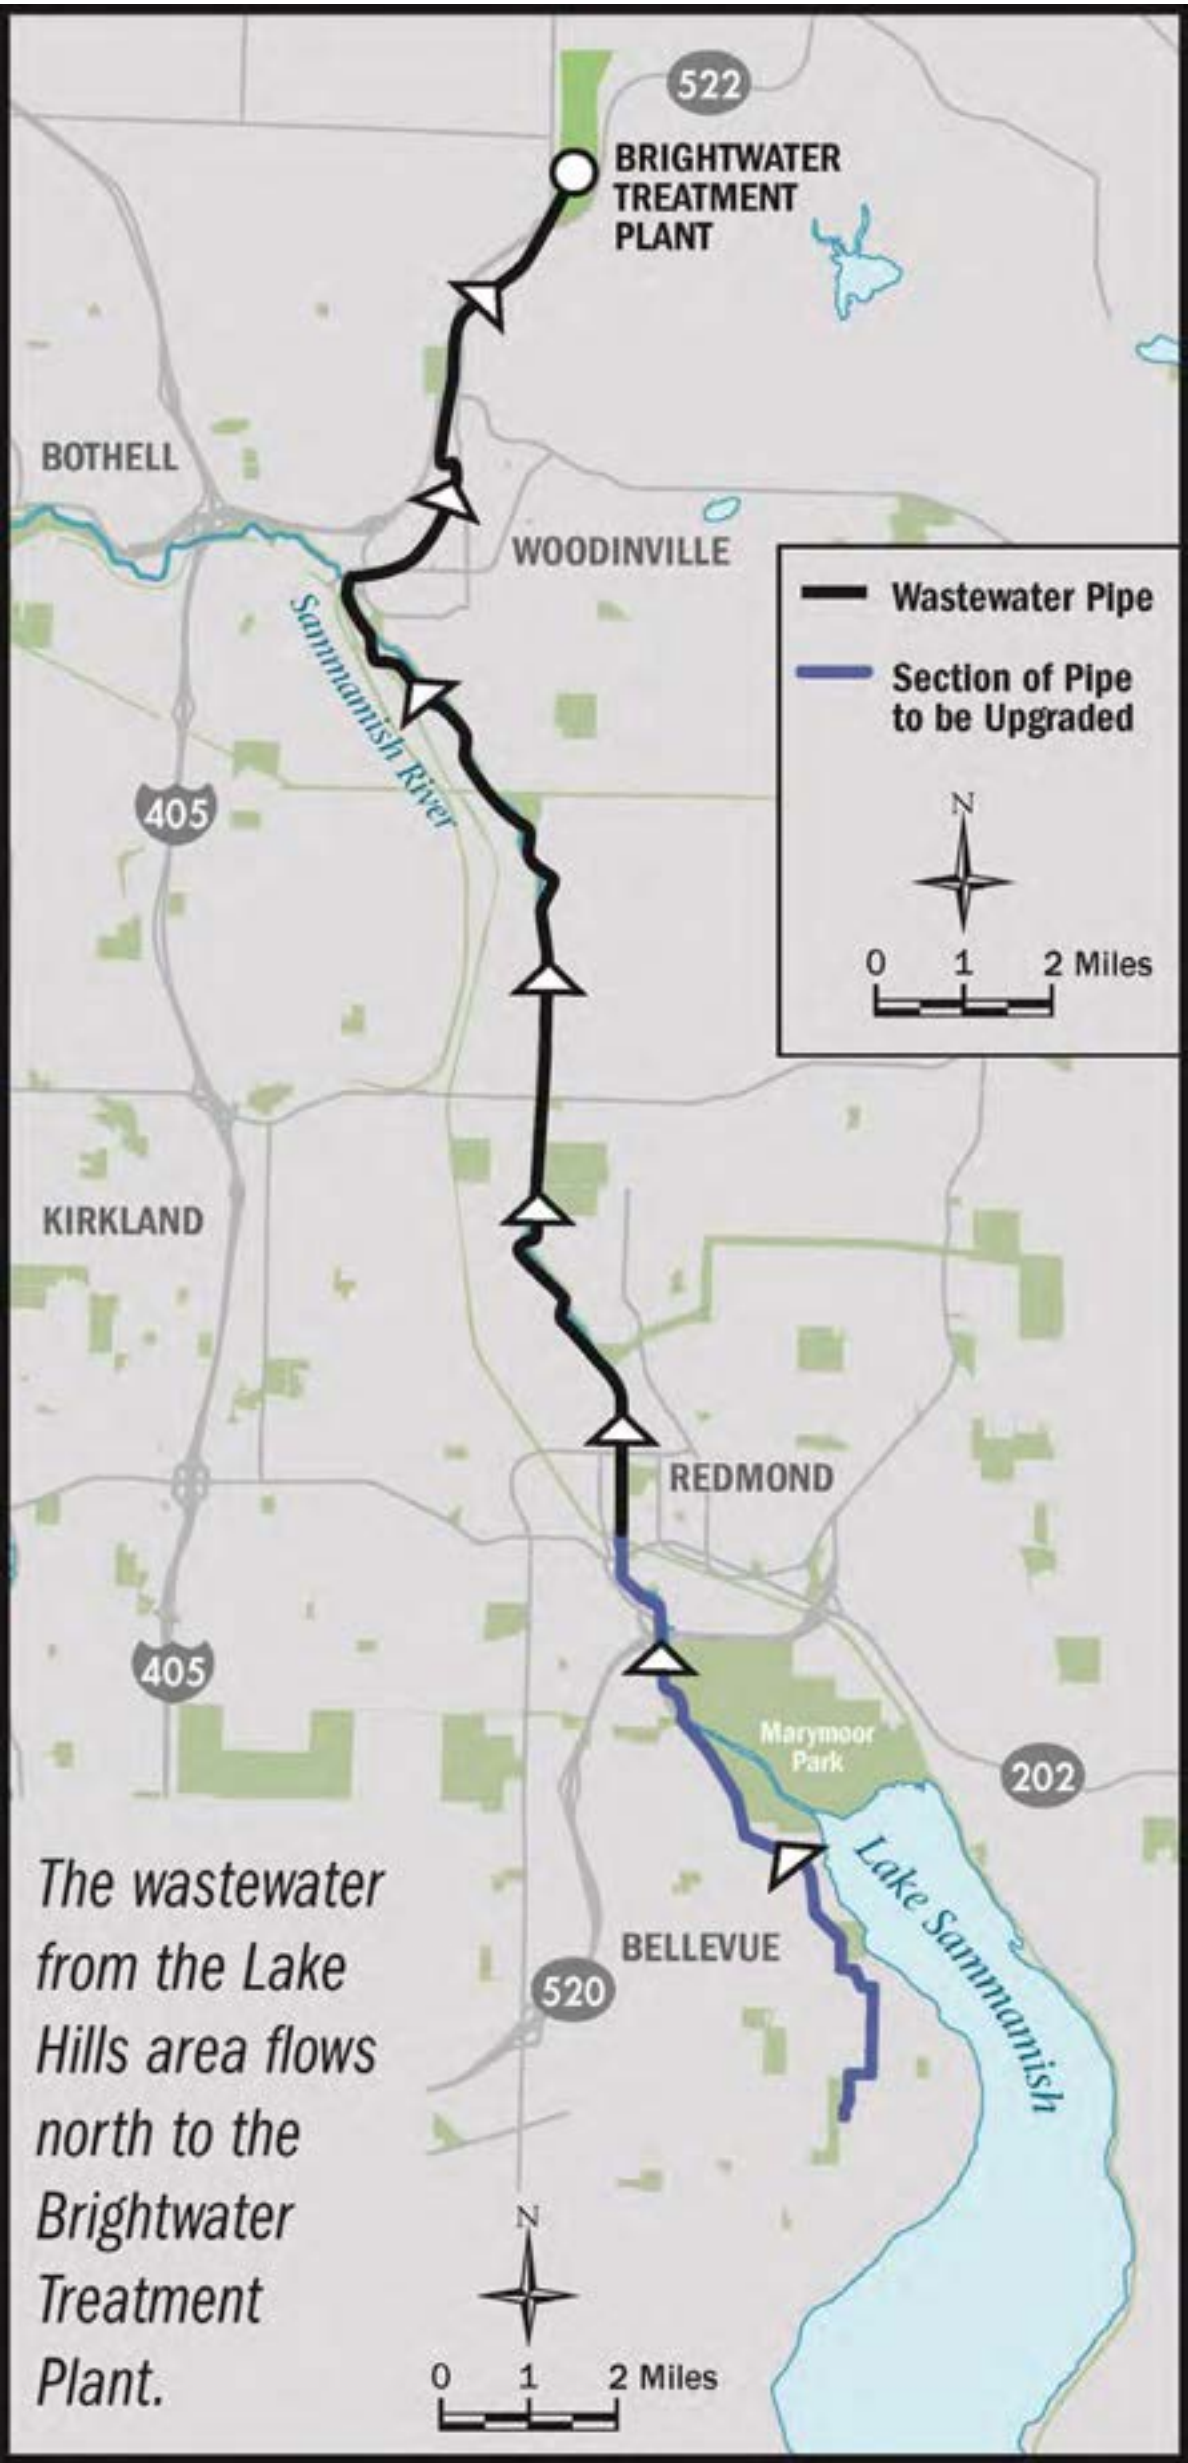 522
BRIGHTWATER
TREATMENT
PLANT
BOTHELL
WOODINVILLE
Wastewater Pipe
Section of Pipe
to be Upgraded
Sammamish River
405
N
0 1 2 Miles
KIRKLAND
REDMOND
405
Marymoor
Park
202
Lake Sammamish
BELLEVUE
520
The wastewater
from the Lake
Hills area flows
north to the
Brightwater
Treatment
Plant.
N
0 1 2 Miles